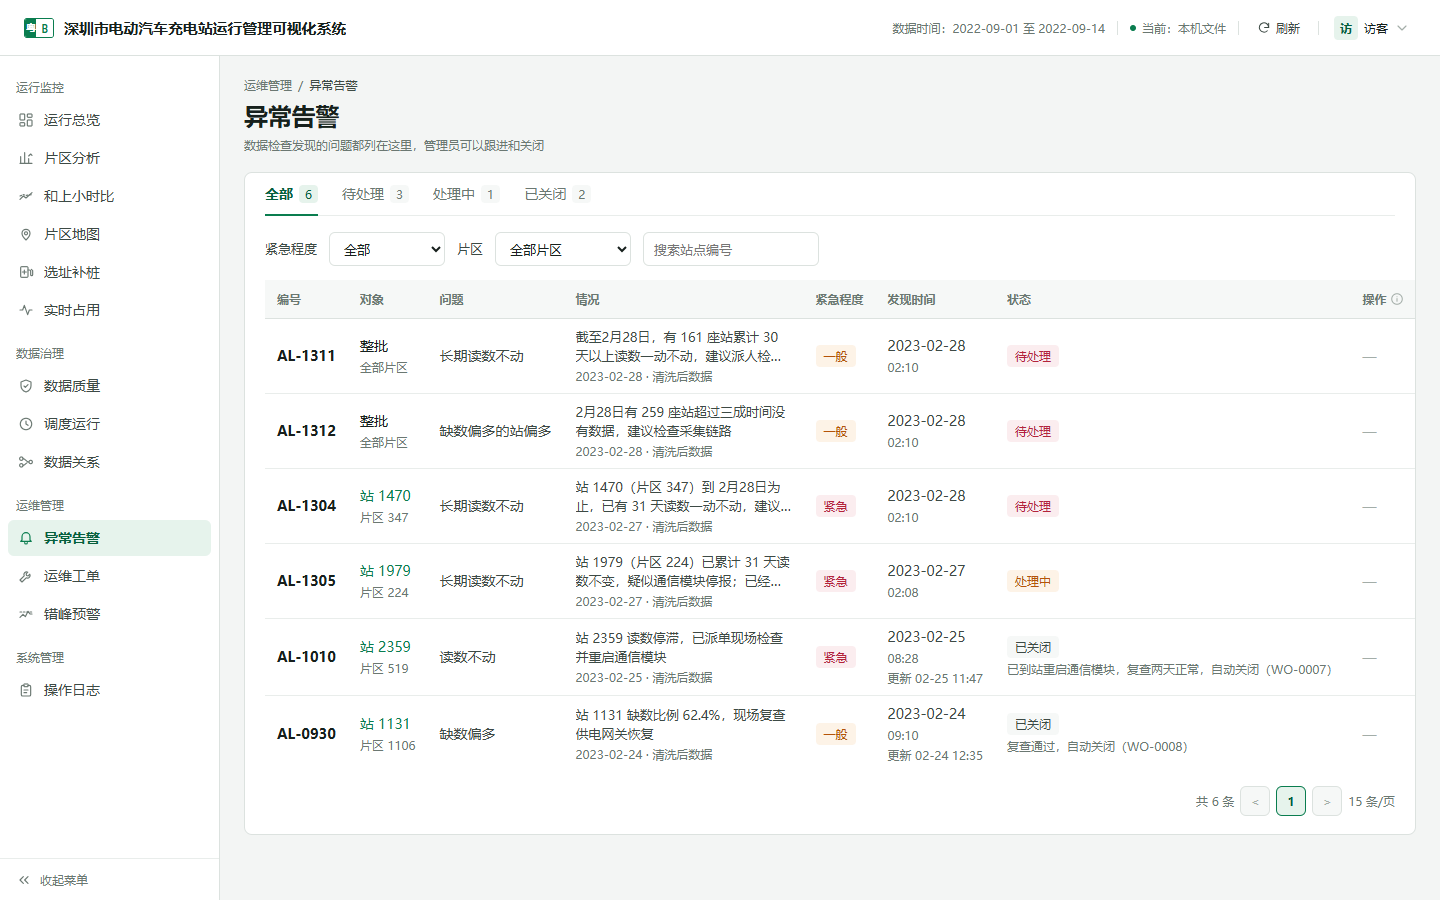 粤B 深圳市电动汽车充电站运行管理可视化系统
数据时间：2022-09-01 至 2022-09-14
当前：本机文件
刷新
访 访客
运行监控
运行总览
片区分析
和上小时比
片区地图
选址补桩
实时占用
数据治理
数据质量
调度运行
数据关系
运维管理
异常告警
运维工单
错峰预警
系统管理
操作日志
收起菜单
运维管理 / 异常告警
异常告警
数据检查发现的问题都列在这里，管理员可以跟进和关闭
全部 6 待处理 3 处理中 1 已关闭 2
紧急程度 全部 片区 全部片区 搜索站点编号
编号 对象 问题 情况 紧急程度 发现时间 状态 操作
AL-1311
整批
全部片区
长期读数不动
截至2月28日，有 161 座站累计 30
天以上读数一动不动，建议派人检...
2023-02-28 · 清洗后数据
一般
2023-02-28
02:10
待处理
—
AL-1312
整批
全部片区
缺数偏多的站偏多
2月28日有 259 座站超过三成时间没
有数据，建议检查采集链路
2023-02-28 · 清洗后数据
一般
2023-02-28
02:10
待处理
—
AL-1304
站 1470
片区 347
长期读数不动
站 1470（片区 347）到 2月28日为
止，已有 31 天读数一动不动，建议...
2023-02-27 · 清洗后数据
紧急
2023-02-28
02:10
待处理
—
AL-1305
站 1979
片区 224
长期读数不动
站 1979（片区 224）已累计 31 天读
数不变，疑似通信模块停报；已经...
2023-02-27 · 清洗后数据
紧急
2023-02-27
02:08
处理中
—
AL-1010
站 2359
片区 519
读数不动
站 2359 读数停滞，已派单现场检查
并重启通信模块
2023-02-25 · 清洗后数据
紧急
2023-02-25
08:28
更新 02-25 11:47
已关闭
已到站重启通信模块，复查两天正常，自动关闭（WO-0007）
—
AL-0930
站 1131
片区 1106
缺数偏多
站 1131 缺数比例 62.4%，现场复查
供电网关恢复
2023-02-24 · 清洗后数据
一般
2023-02-24
09:10
更新 02-24 12:35
已关闭
复查通过，自动关闭（WO-0008）
—
共 6 条 < 1 > 15 条/页